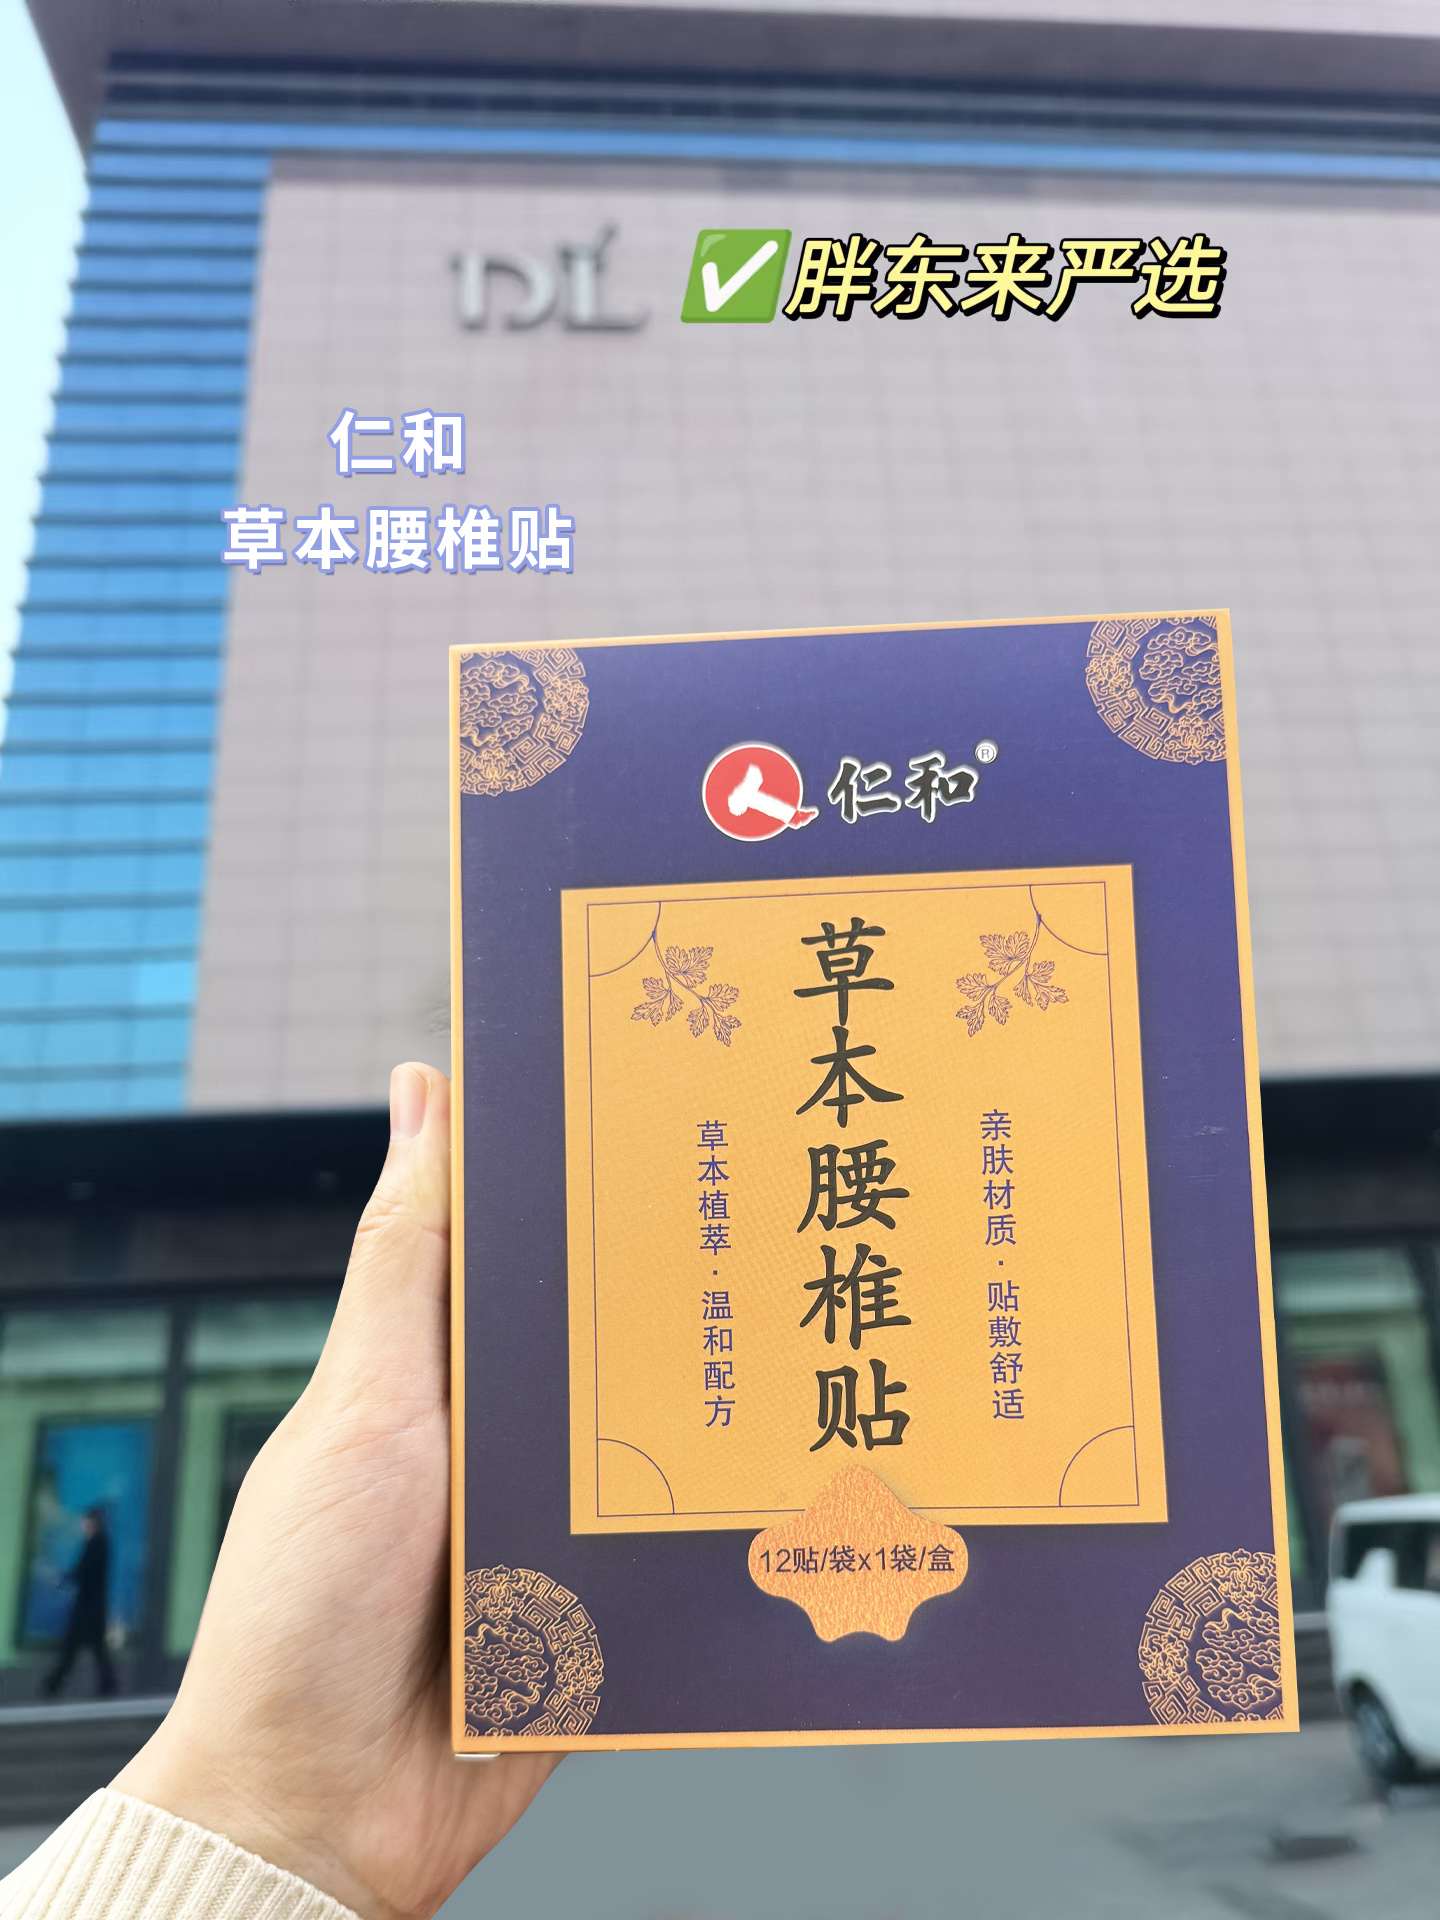 DL
✅胖东来严选
仁和
草本腰椎贴
仁和®
草本腰椎贴
草本植萃·温和配方
亲肤材质·贴敷舒适
12贴/袋x1袋/盒